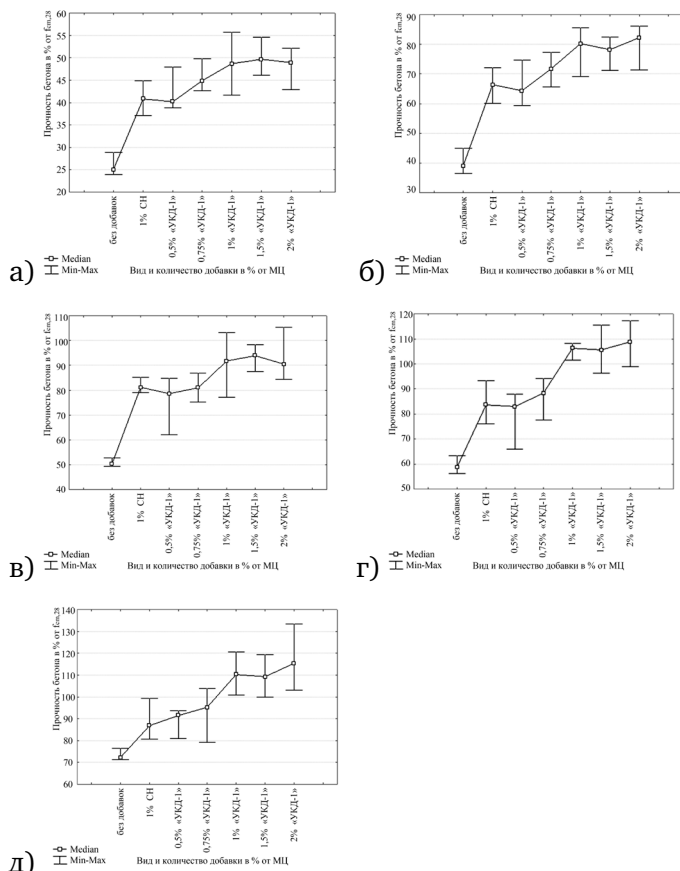 Прочность бетона в % от fcm,28
60
55
50
45
40
35
30
25
20
без добавок
1% СН
0,5% «УКД-1»
0,75% «УКД-1»
1% «УКД-1»
1,5% «УКД-1»
2% «УКД-1»
Median
Min-Max
Вид и количество добавки в % от МЦ
а)
Прочность бетона в % от fcm,28
90
80
70
60
50
40
30
без добавок
1% СН
0,5% «УКД-1»
0,75% «УКД-1»
1% «УКД-1»
1,5% «УКД-1»
2% «УКД-1»
Median
Min-Max
Вид и количество добавки в % от МЦ
б)
Прочность бетона в % от fcm,28
110
100
90
80
70
60
50
40
без добавок
1% СН
0,5% «УКД-1»
0,75% «УКД-1»
1% «УКД-1»
1,5% «УКД-1»
2% «УКД-1»
Median
Min-Max
Вид и количество добавки в % от МЦ
в)
Прочность бетона в % от fcm,28
120
110
100
90
80
70
60
50
без добавок
1% СН
0,5% «УКД-1»
0,75% «УКД-1»
1% «УКД-1»
1,5% «УКД-1»
2% «УКД-1»
Median
Min-Max
Вид и количество добавки в % от МЦ
г)
Прочность бетона в % от fcm,28
140
130
120
110
100
90
80
70
60
без добавок
1% СН
0,5% «УКД-1»
0,75% «УКД-1»
1% «УКД-1»
1,5% «УКД-1»
2% «УКД-1»
Median
Min-Max
Вид и количество добавки в % от МЦ
д)